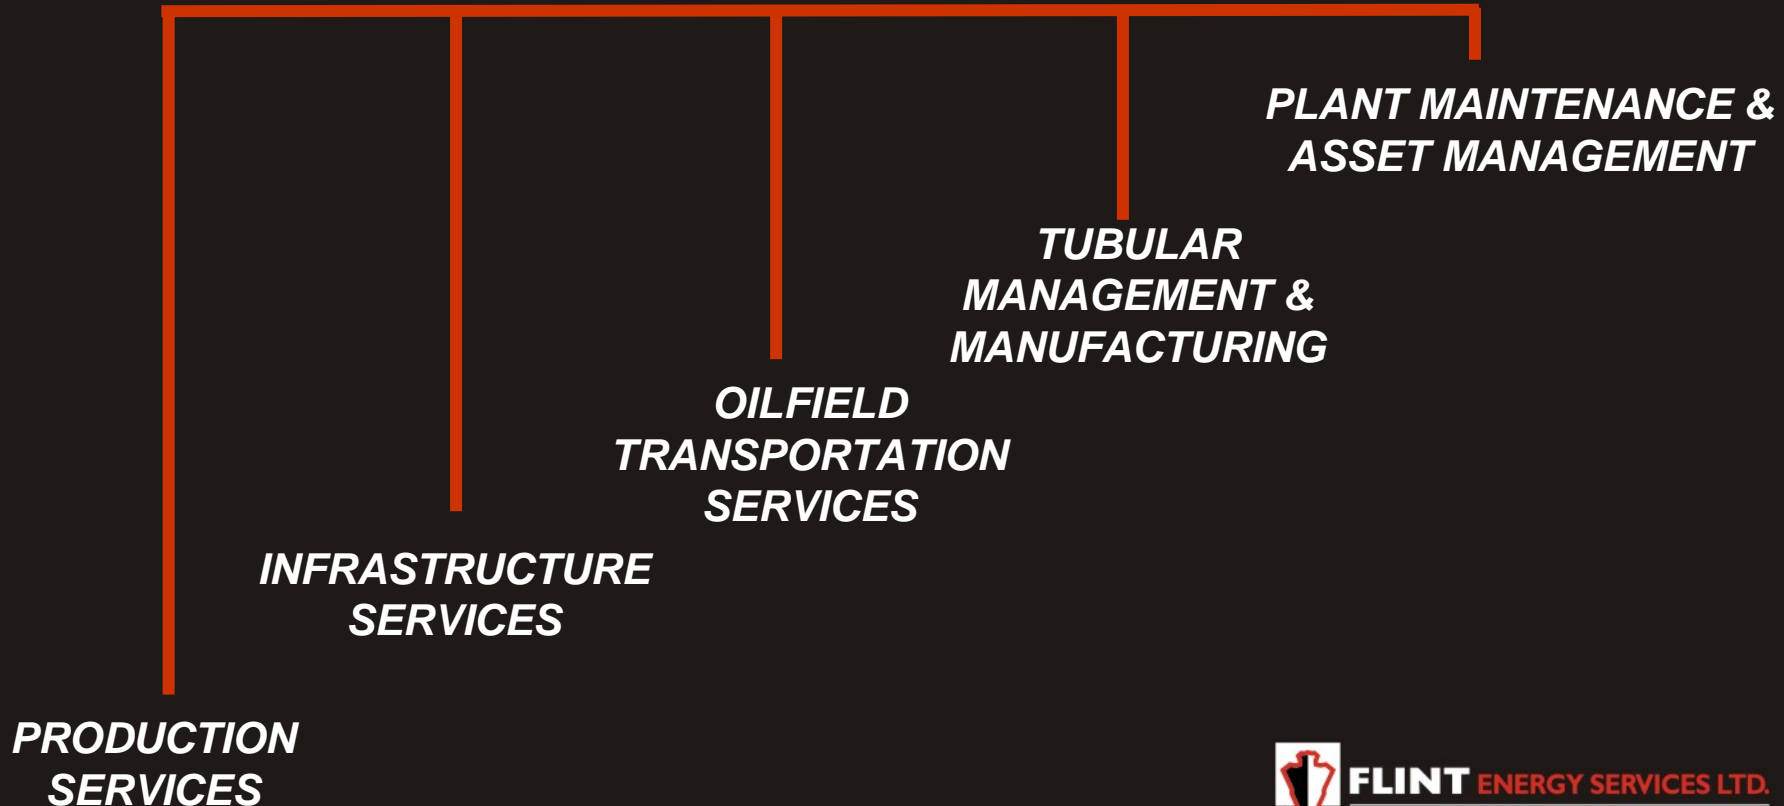 PLANT MAINTENANCE &
ASSET MANAGEMENT
TUBULAR
MANAGEMENT &
MANUFACTURING
OILFIELD
TRANSPORTATION
SERVICES
INFRASTRUCTURE
SERVICES
PRODUCTION
SERVICES
FLINT ENERGY SERVICES LTD.